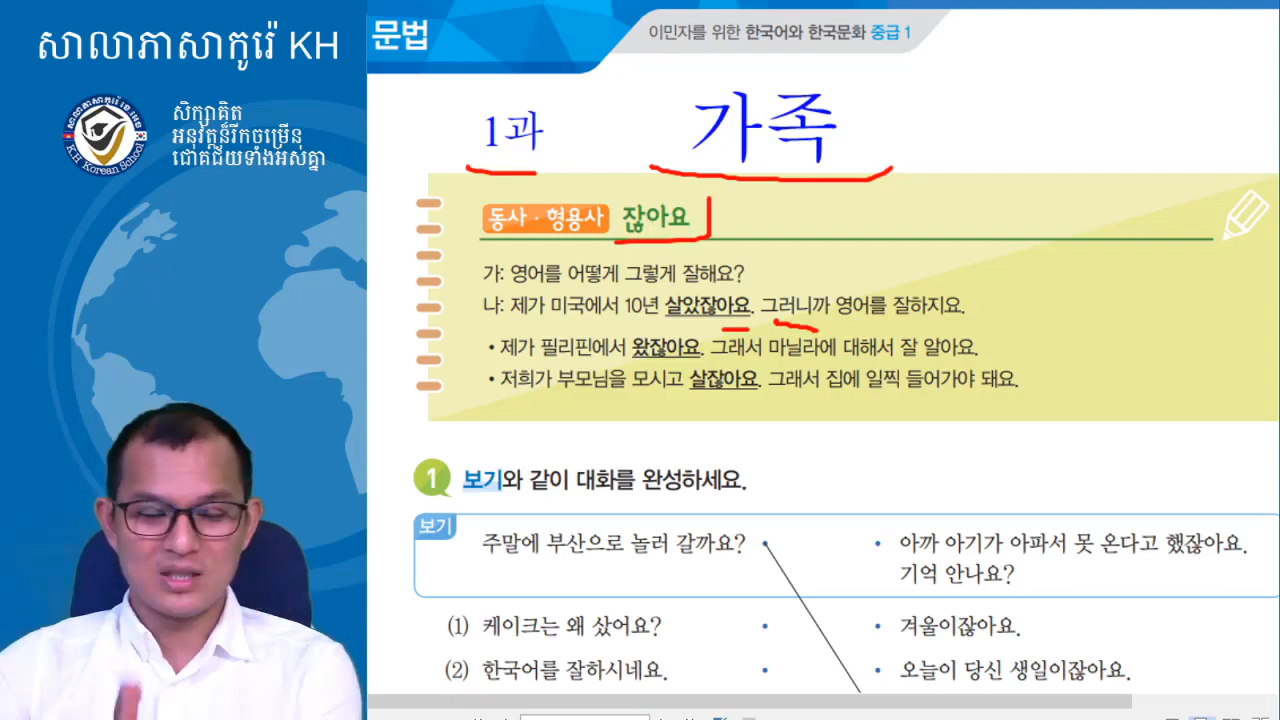 សាលាភាសាកូរ៉េ KH
សិក្សាគិត
អនុវត្តន៍រីកចម្រើន
ជោគជ័យទាំងអស់គ្នា
K.H Korean School
문법
이민자를 위한 한국어와 한국문화 중급 1
1과
가족
동사·형용사 잖아요
가: 영어를 어떻게 그렇게 잘해요?
나: 제가 미국에서 10년 살았잖아요. 그러니까 영어를 잘하지요.
•제가 필리핀에서 왔잖아요. 그래서 마닐라에 대해서 잘 알아요.
•저희가 부모님을 모시고 살잖아요. 그래서 집에 일찍 들어가야 돼요.
1 보기와 같이 대화를 완성하세요.
보기
주말에 부산으로 놀러 갈까요? • • 아까 아기가 아파서 못 온다고 했잖아요.
기억 안나요?
(1) 케이크는 왜 샀어요? • • 겨울이잖아요.
(2) 한국어를 잘하시네요. • • 오늘이 당신 생일이잖아요.